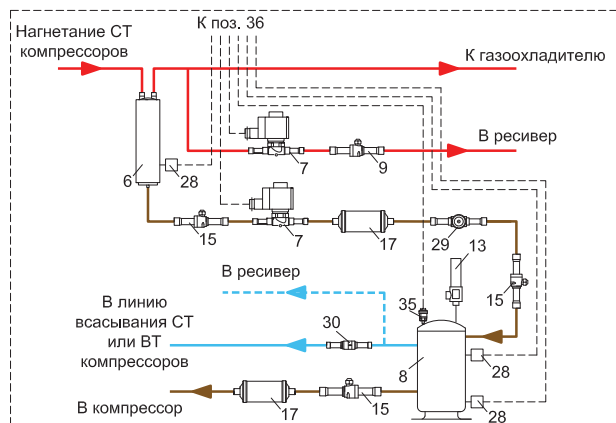 К поз. 36
Нагнетание СТ
компрессоров
К газоохладителю
В ресивер
6
28
7
9
15
7
17
29
13
15
35
В ресивер
В линию
всасывания СТ
или ВТ
компрессоров
30
8
28
В компрессор
17
15
28